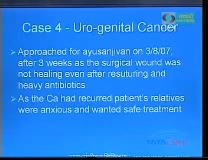 Case 4 - Uro-genital Cancer
Approached for ayusanjivan on 3/8/07,
after 3 weeks as the surgical wound was
not healing even after resuturing and
heavy antibiotics
As the Ca had recurred patient's relatives
were anxious and wanted safe treatment